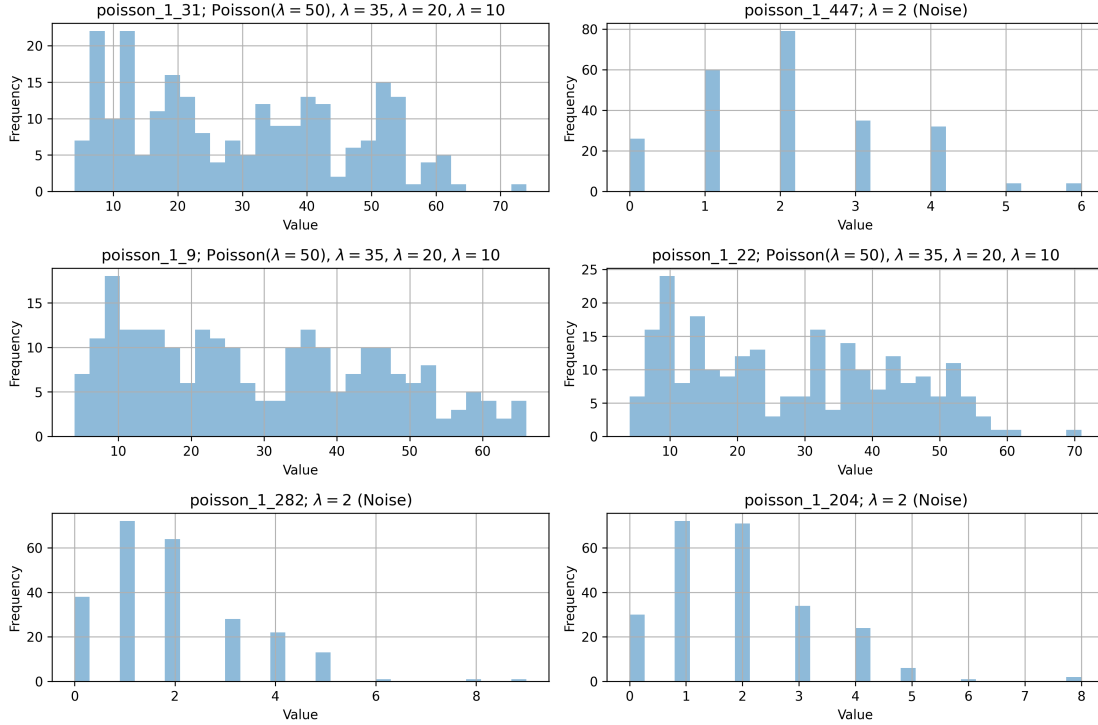 poisson_1_31; Poisson(λ = 50), λ = 35, λ = 20, λ = 10
Frequency
20
15
10
5
0
10 20 30 40 50 60 70
Value
poisson_1_447; λ = 2 (Noise)
Frequency
80
60
40
20
0
0 1 2 3 4 5 6
Value
poisson_1_9; Poisson(λ = 50), λ = 35, λ = 20, λ = 10
Frequency
15
10
5
0
10 20 30 40 50 60
Value
poisson_1_22; Poisson(λ = 50), λ = 35, λ = 20, λ = 10
Frequency
25
20
15
10
5
0
10 20 30 40 50 60 70
Value
poisson_1_282; λ = 2 (Noise)
Frequency
60
40
20
0
0 2 4 6 8
Value
poisson_1_204; λ = 2 (Noise)
Frequency
60
40
20
0
0 1 2 3 4 5 6 7 8
Value